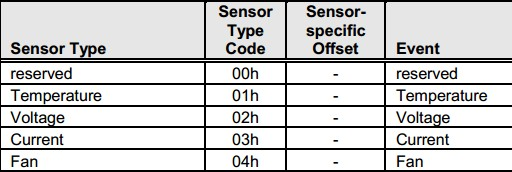 Sensor Type Sensor Type Code Sensor-specific Offset Event
reserved 00h - reserved
Temperature 01h - Temperature
Voltage 02h - Voltage
Current 03h - Current
Fan 04h - Fan